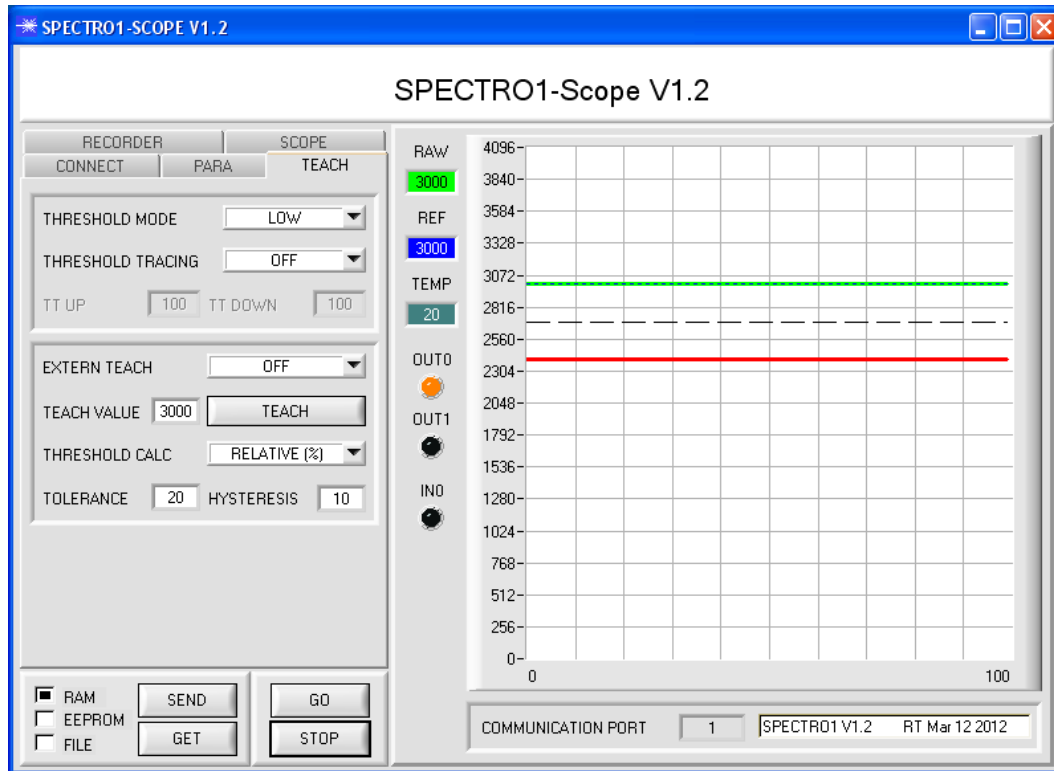 SPECTRO1-SCOPE V1.2
SPECTRO1-Scope V1.2
RECORDER SCOPE
CONNECT PARA TEACH
THRESHOLD MODE LOW
THRESHOLD TRACING OFF
TT UP 100 TT DOWN 100
EXTERN TEACH OFF
TEACH VALUE 3000 TEACH
THRESHOLD CALC RELATIVE (%)
TOLERANCE 20 HYSTERESIS 10
RAM
EEPROM
FILE
SEND
GET
GO
STOP
RAW
3000
REF
3000
TEMP
20
OUT0
OUT1
IN0
4096
3840
3584
3328
3072
2816
2560
2304
2048
1792
1536
1280
1024
768
512
256
0
0 100
COMMUNICATION PORT 1 SPECTRO1 V1.2 RT Mar 12 2012